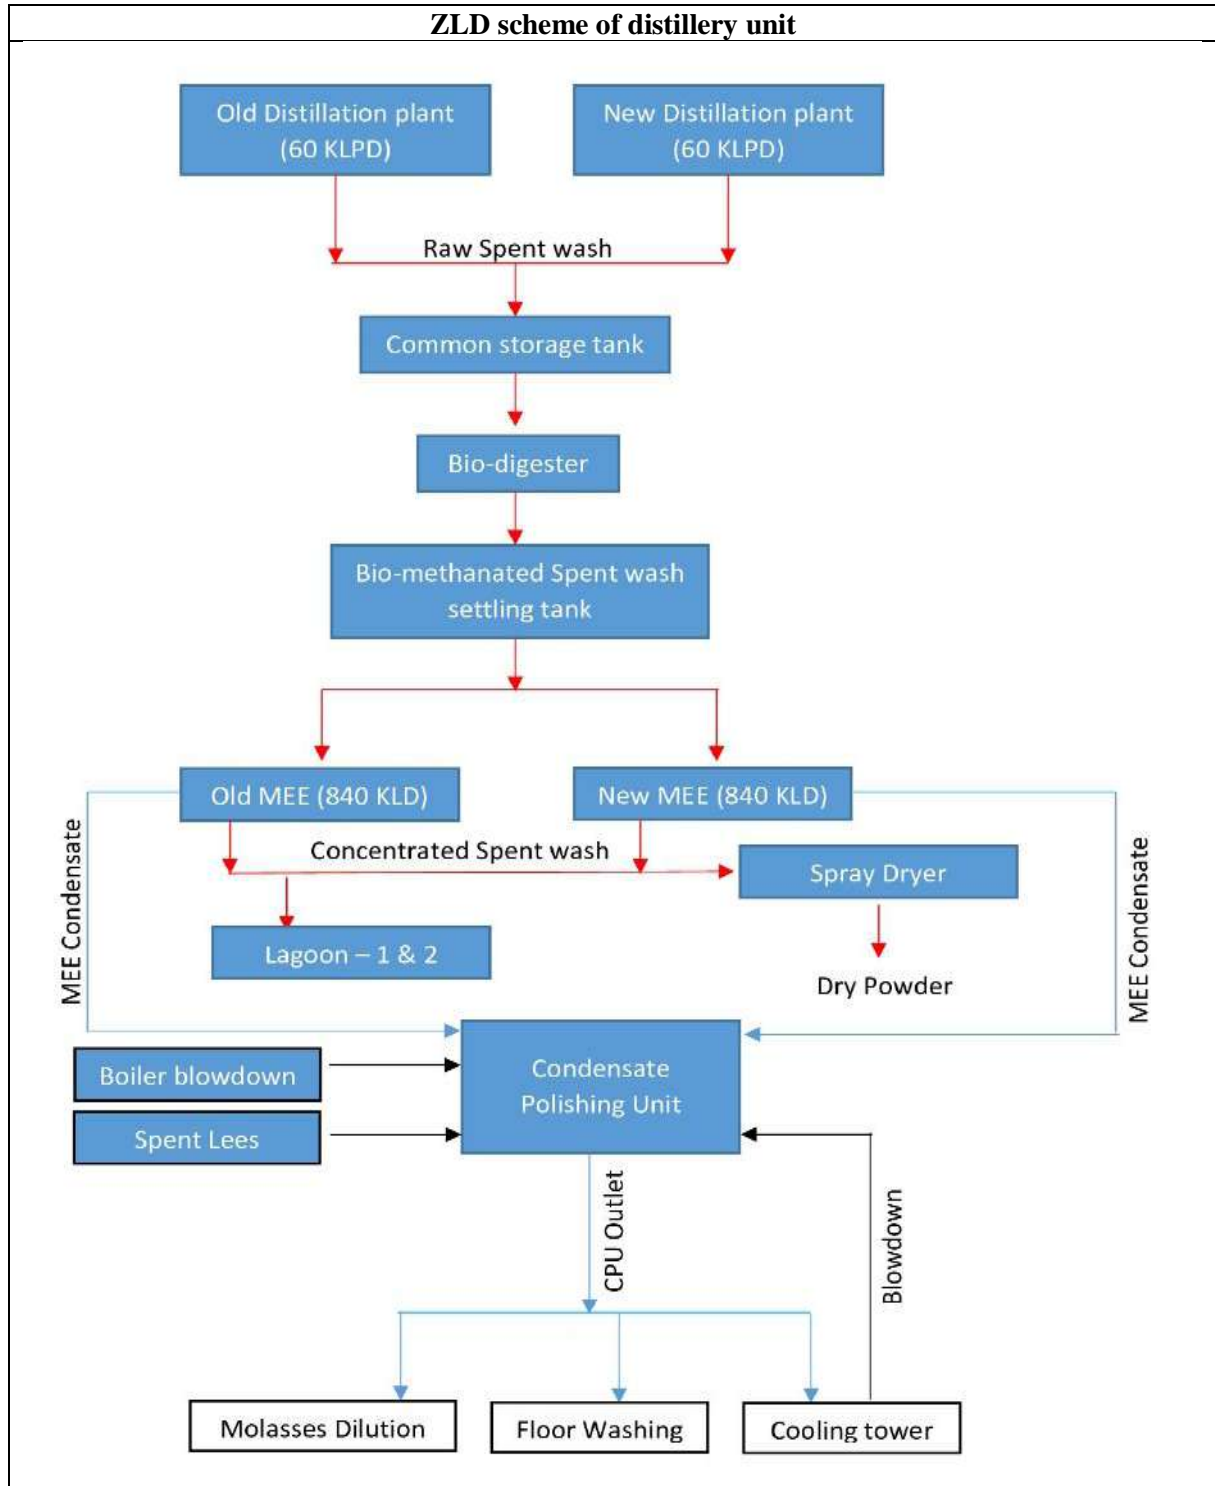 ZLD scheme of distillery unit
Old Distillation plant
(60 KLPD)
New Distillation plant
(60 KLPD)
Raw Spent wash
Common storage tank
Bio-digester
Bio-methanated Spent wash
settling tank
Old MEE (840 KLD)
New MEE (840 KLD)
MEE Condensate
Concentrated Spent wash
Spray Dryer
MEE Condensate
Lagoon – 1 & 2
Dry Powder
Condensate
Polishing Unit
Boiler blowdown
Spent Lees
CPU Outlet
Blowdown
Molasses Dilution
Floor Washing
Cooling tower